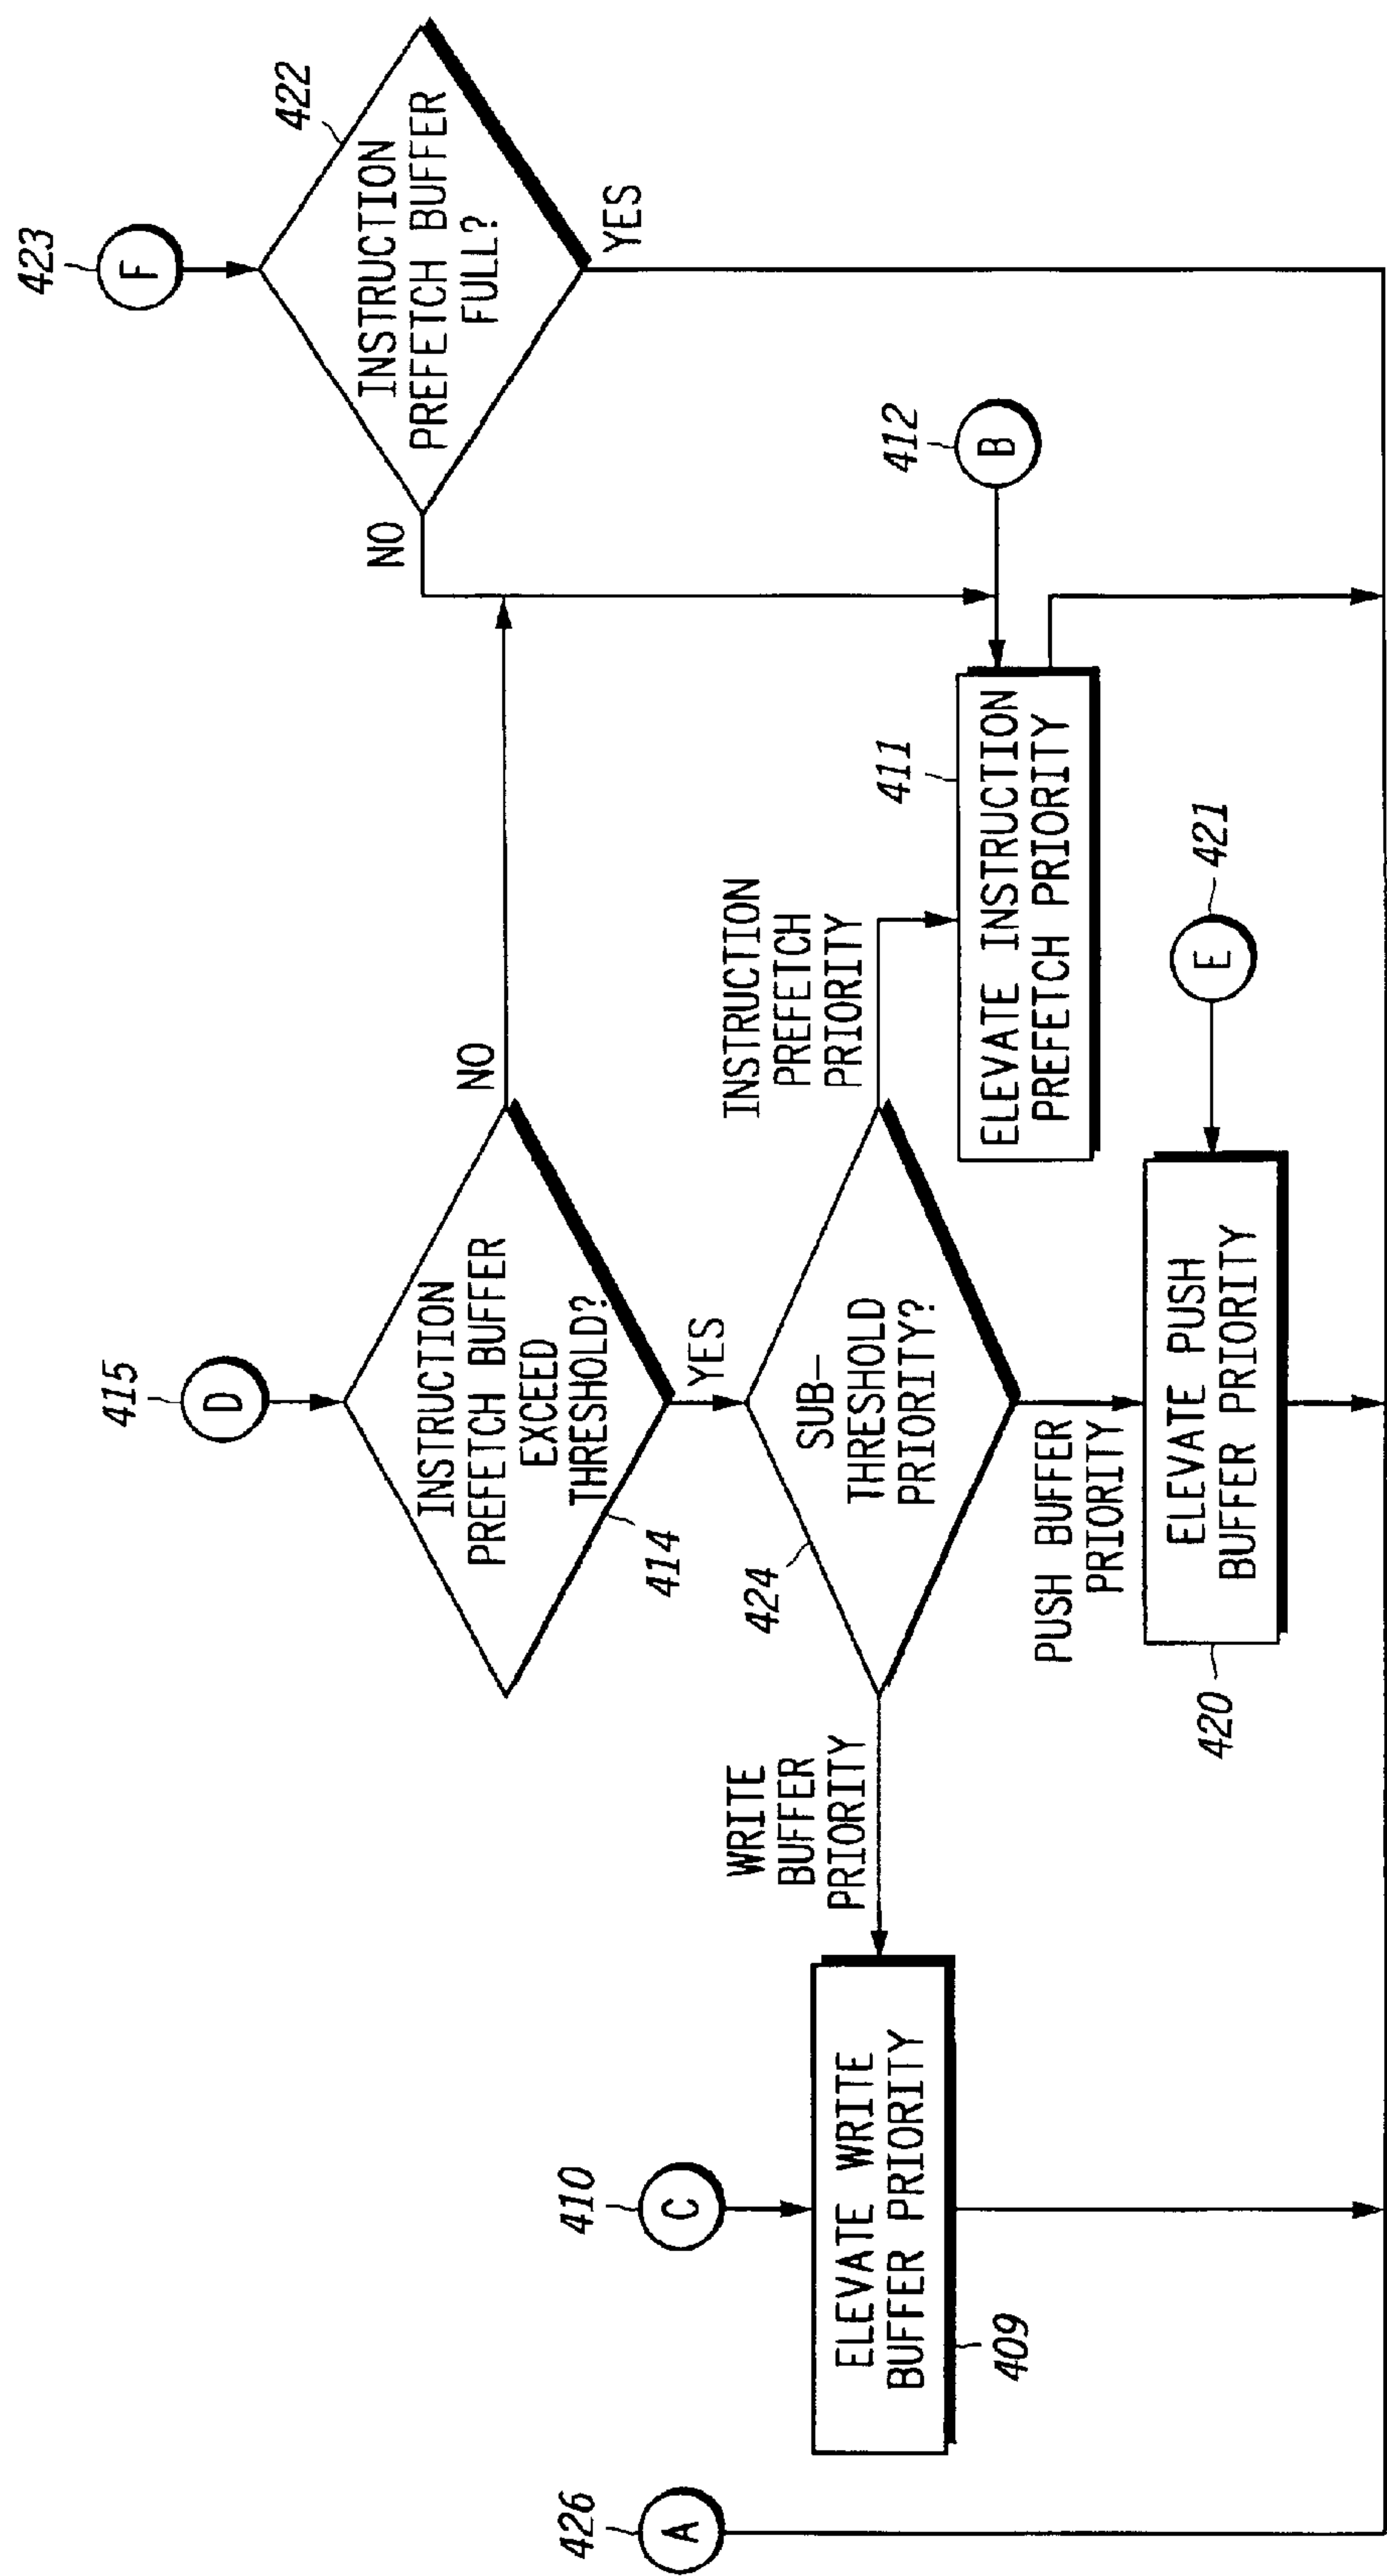 423
F
422
INSTRUCTION
PREFETCH BUFFER
FULL?
NO
YES
415
D
INSTRUCTION
PREFETCH BUFFER
EXCEED
THRESHOLD?
414
NO
YES
412
B
424
SUB-
THRESHOLD
PRIORITY?
INSTRUCTION
PREFETCH
PRIORITY
411
ELEVATE INSTRUCTION
PREFETCH PRIORITY
WRITE
BUFFER
PRIORITY
PUSH BUFFER
PRIORITY
421
E
ELEVATE PUSH
BUFFER PRIORITY
420
410
C
ELEVATE WRITE
BUFFER PRIORITY
409
426
A